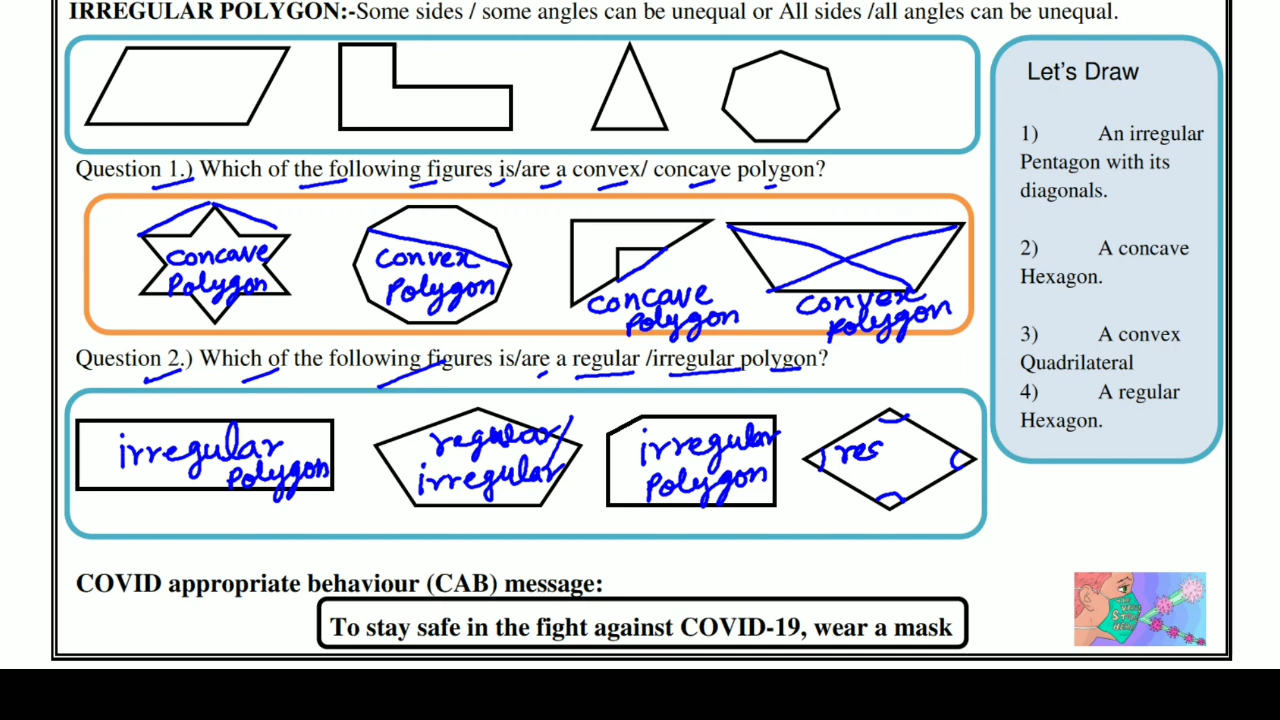 IRREGULAR POLYGON:-Some sides / some angles can be unequal or All sides /all angles can be unequal.
Question 1.) Which of the following figures is/are a convex/ concave polygon?
concave
Polygon
convex
Polygon
concave
polygon
convex
polygon
Question 2.) Which of the following figures is/are a regular /irregular polygon?
irregular
Polygon
regular/
irregular
irregular
polygon
res
Let's Draw
1) An irregular
Pentagon with its
diagonals.
2) A concave
Hexagon.
3) A convex
Quadrilateral
4) A regular
Hexagon.
COVID appropriate behaviour (CAB) message:
To stay safe in the fight against COVID-19, wear a mask